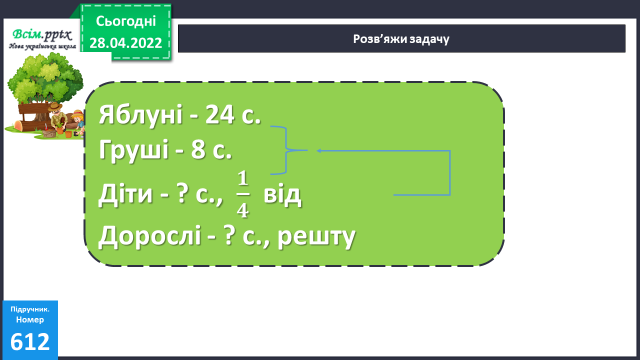 Всім.pptx
Нова українська школа
Сьогодні
28.04.2022
Розв'яжи задачу
Яблуні - 24 с.
Груші - 8 с.
Діти - ? с., 1/4 від
Дорослі - ? с., решту
Підручник.
Номер
612